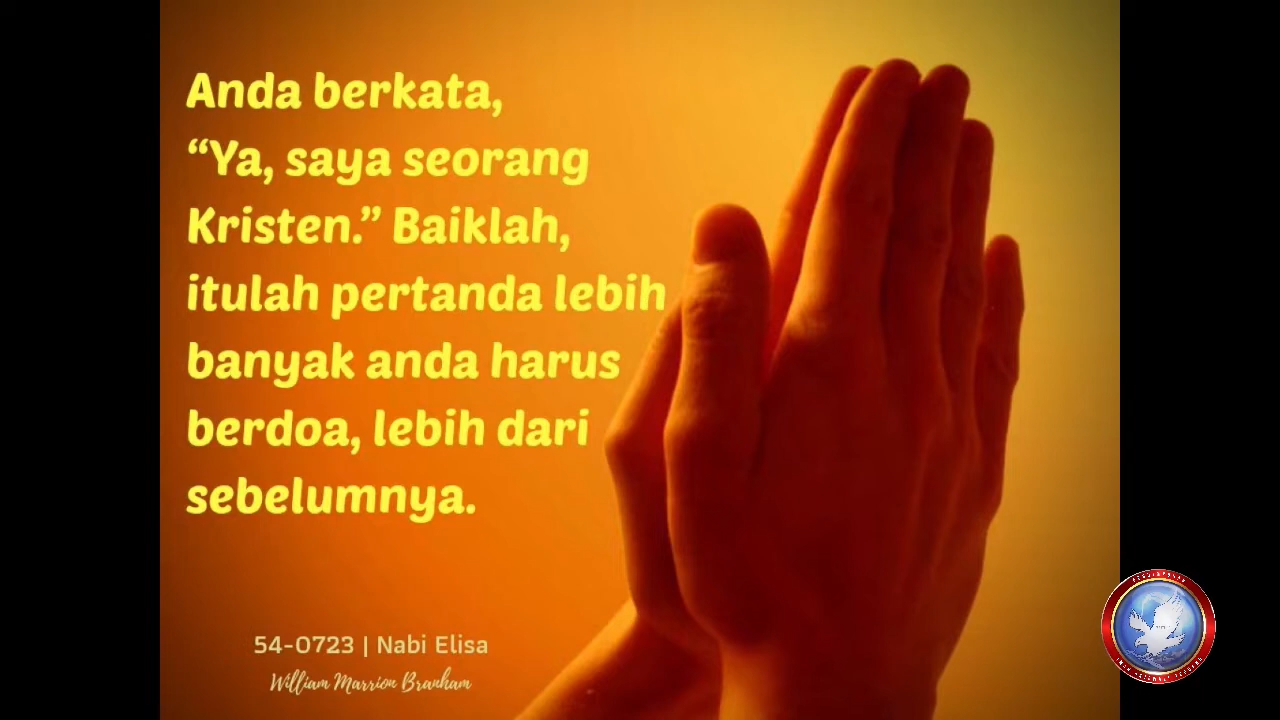 Anda berkata,
“Ya, saya seorang
Kristen.” Baiklah,
itulah pertanda lebih
banyak anda harus
berdoa, lebih dari
sebelumnya.
54-0723 | Nabi Elisa
William Marrion Branham